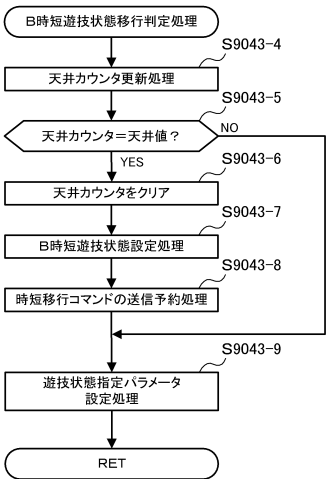 B時短遊技状態移行判定処理
S9043-4
天井カウンタ更新処理
S9043-5
天井カウンタ=天井値?
NO
YES
S9043-6
天井カウンタをクリア
S9043-7
B時短遊技状態設定処理
S9043-8
時短移行コマンドの送信予約処理
S9043-9
遊技状態指定パラメータ
設定処理
RET